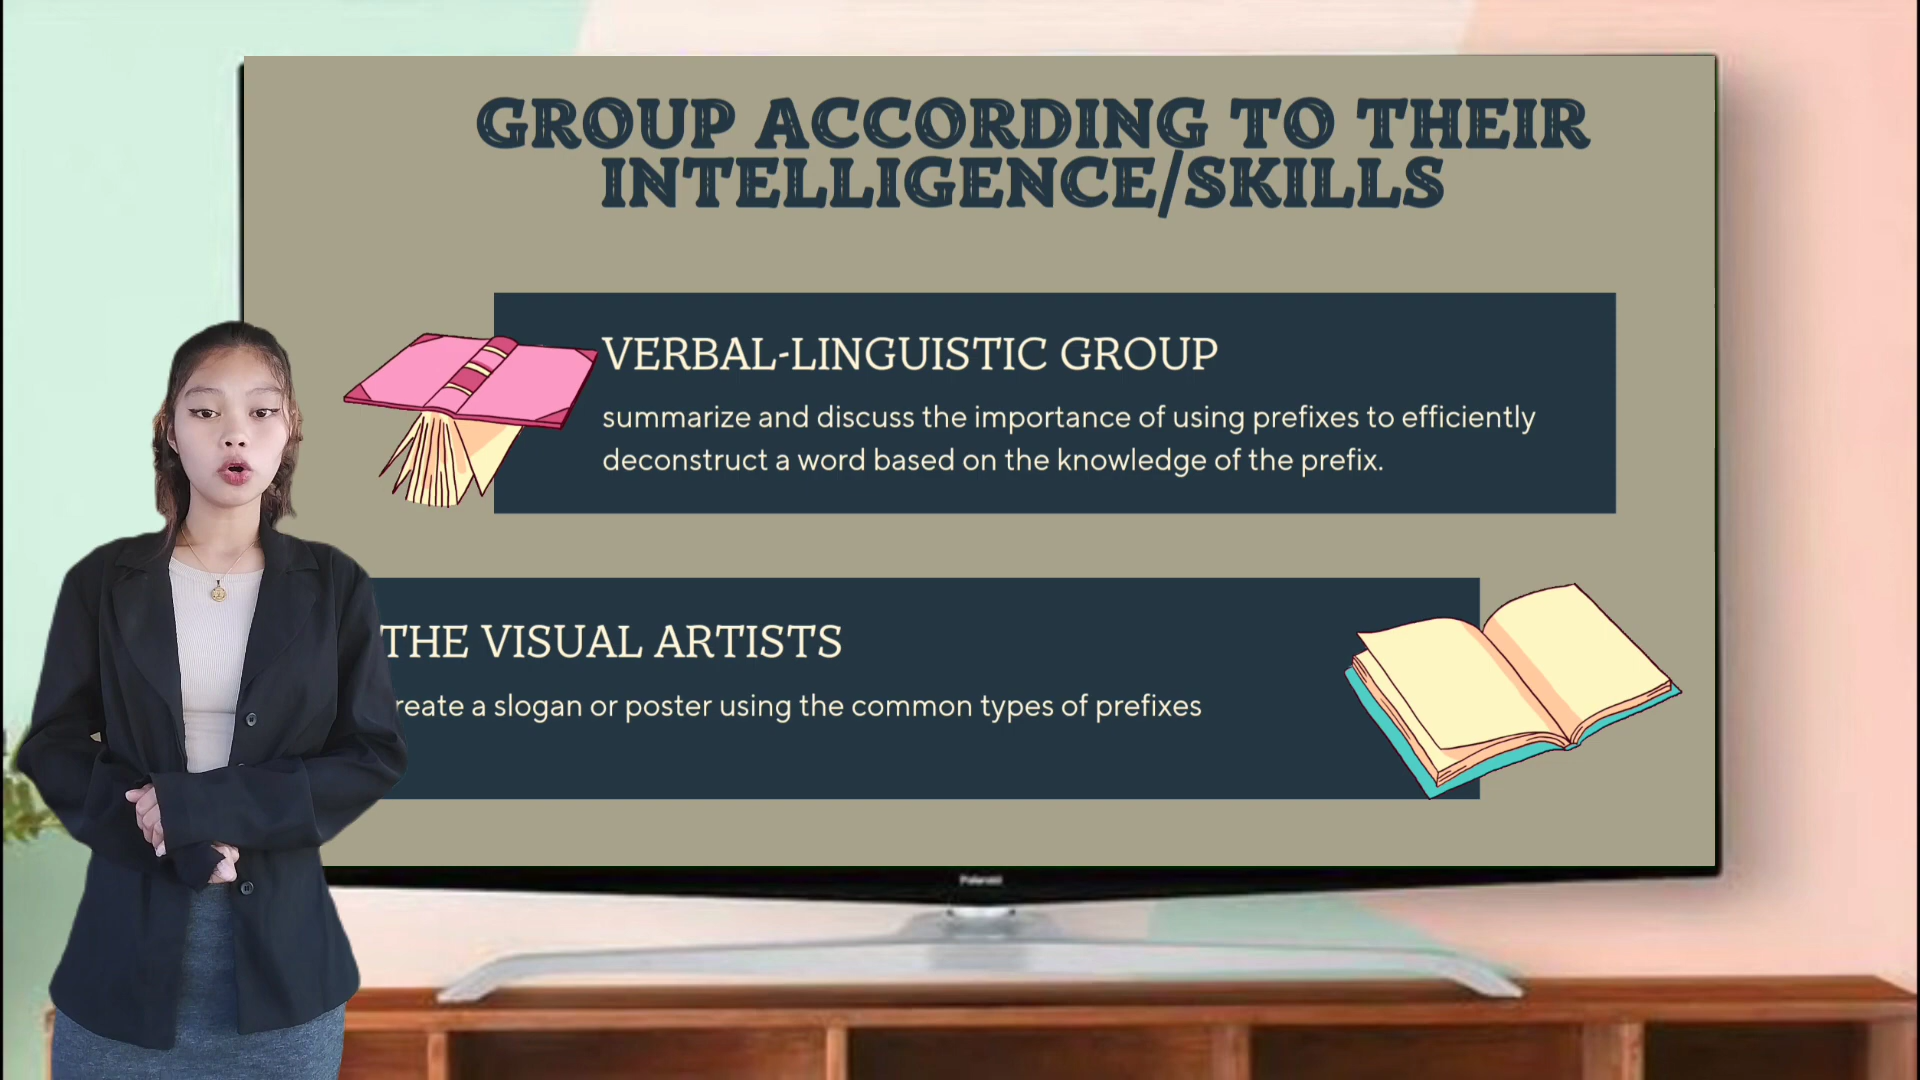 GROUP ACCORDING TO THEIR
INTELLIGENCE/SKILLS
VERBAL-LINGUISTIC GROUP
summarize and discuss the importance of using prefixes to efficiently
deconstruct a word based on the knowledge of the prefix.
THE VISUAL ARTISTS
reate a slogan or poster using the common types of prefixes
Polaroid